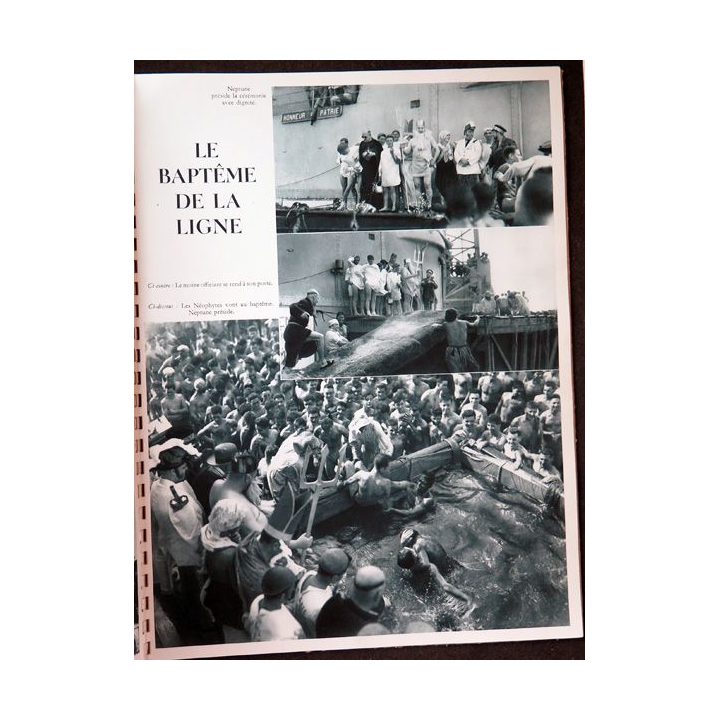 Neptune
préside la cérémonie
avec dignité.
HONNEUR PATRIE
LE
BAPTÊME
DE LA
LIGNE
Ci-contre : Le moine officiant se rend à son poste.
Ci-dessous : Les Néophytes vont au baptême.
Neptune préside.